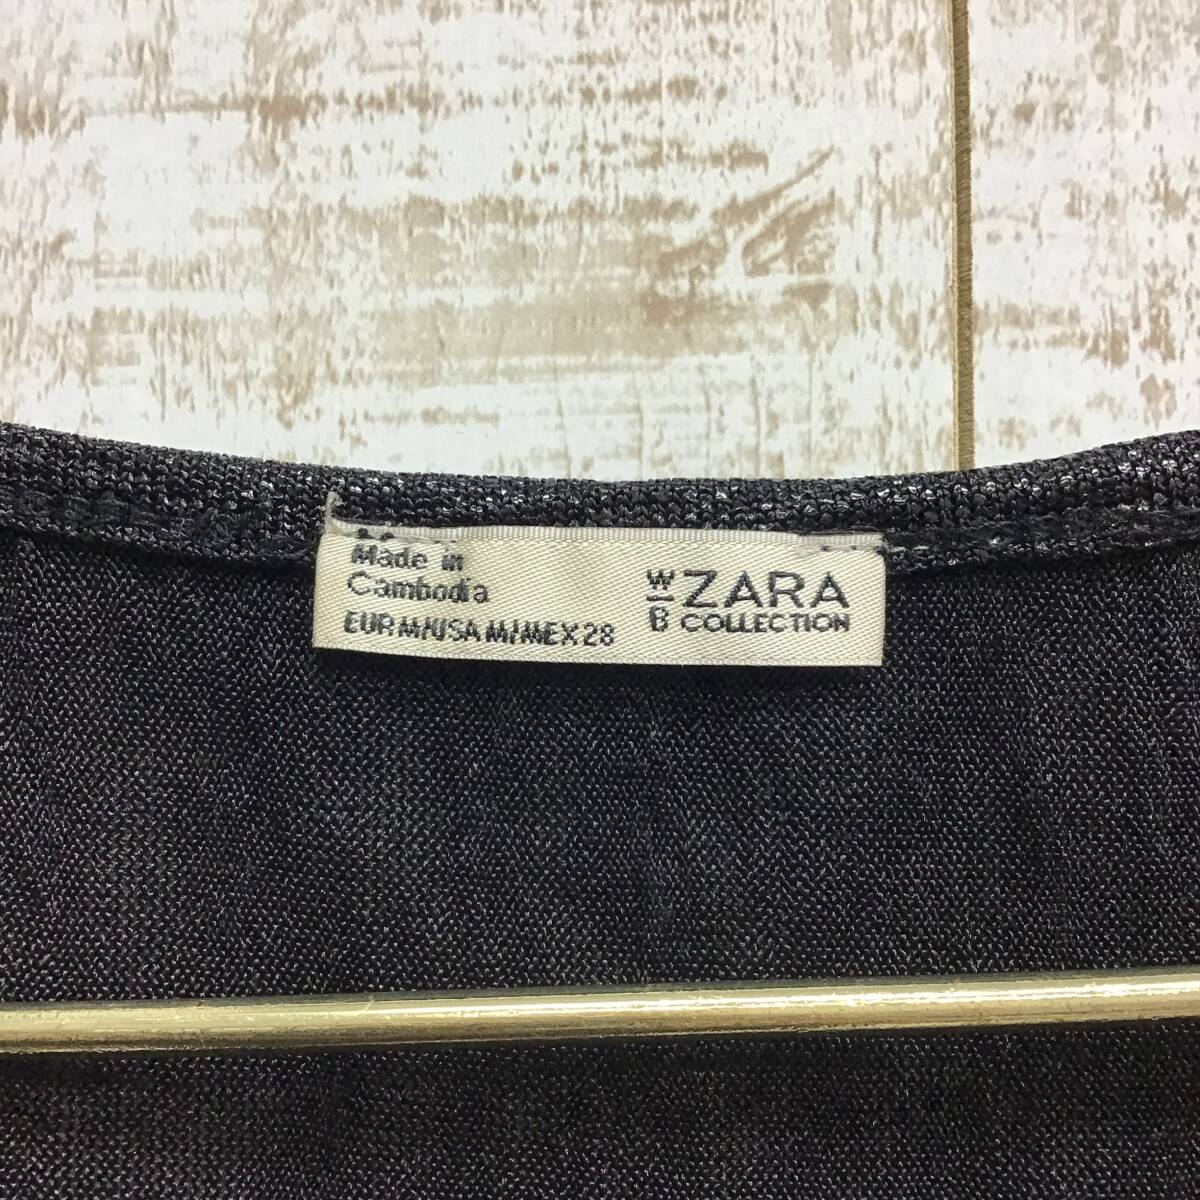 Made in
Cambodia
EUR M/USA M/MEX 28
W/B ZARA
COLLECTION